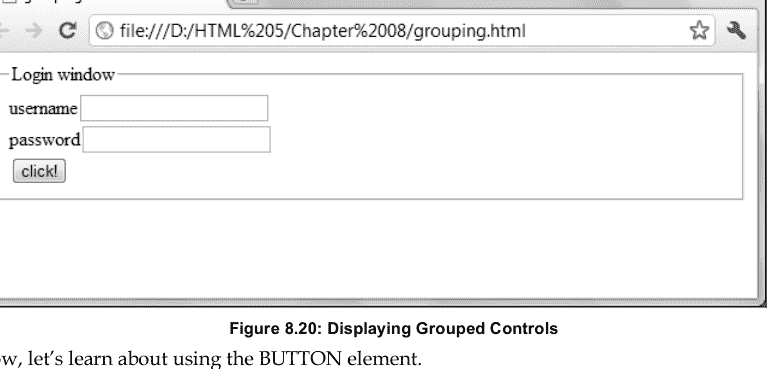 file:///D:/HTML%205/Chapter%2008/grouping.html
Login window
username
password
click!
Figure 8.20: Displaying Grouped Controls
let's learn about using the BUTTON element.